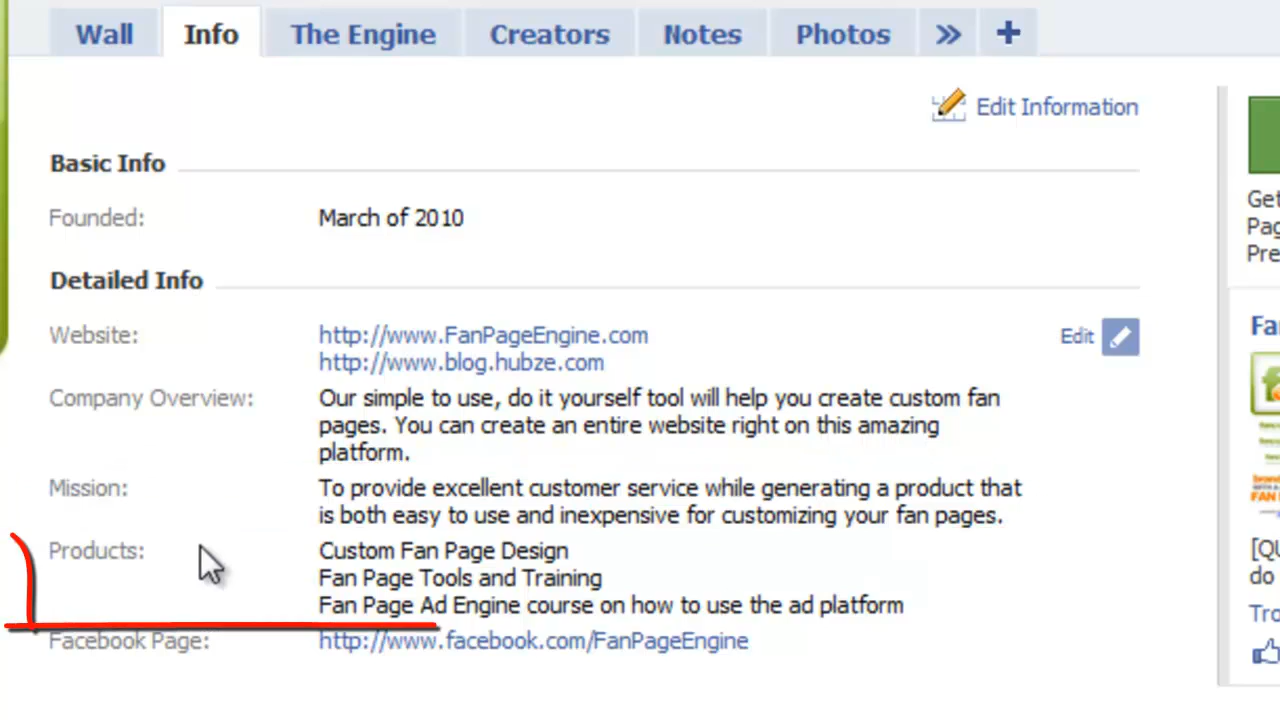 Wall Info The Engine Creators Notes Photos » +
Edit Information
Basic Info
Founded: March of 2010
Detailed Info
Website: http://www.FanPageEngine.com Edit
http://www.blog.hubze.com
Company Overview: Our simple to use, do it yourself tool will help you create custom fan
pages. You can create an entire website right on this amazing
platform.
Mission: To provide excellent customer service while generating a product that
is both easy to use and inexpensive for customizing your fan pages.
Products: Custom Fan Page Design
Fan Page Tools and Training
Fan Page Ad Engine course on how to use the ad platform
Facebook Page: http://www.facebook.com/FanPageEngine
Get
do